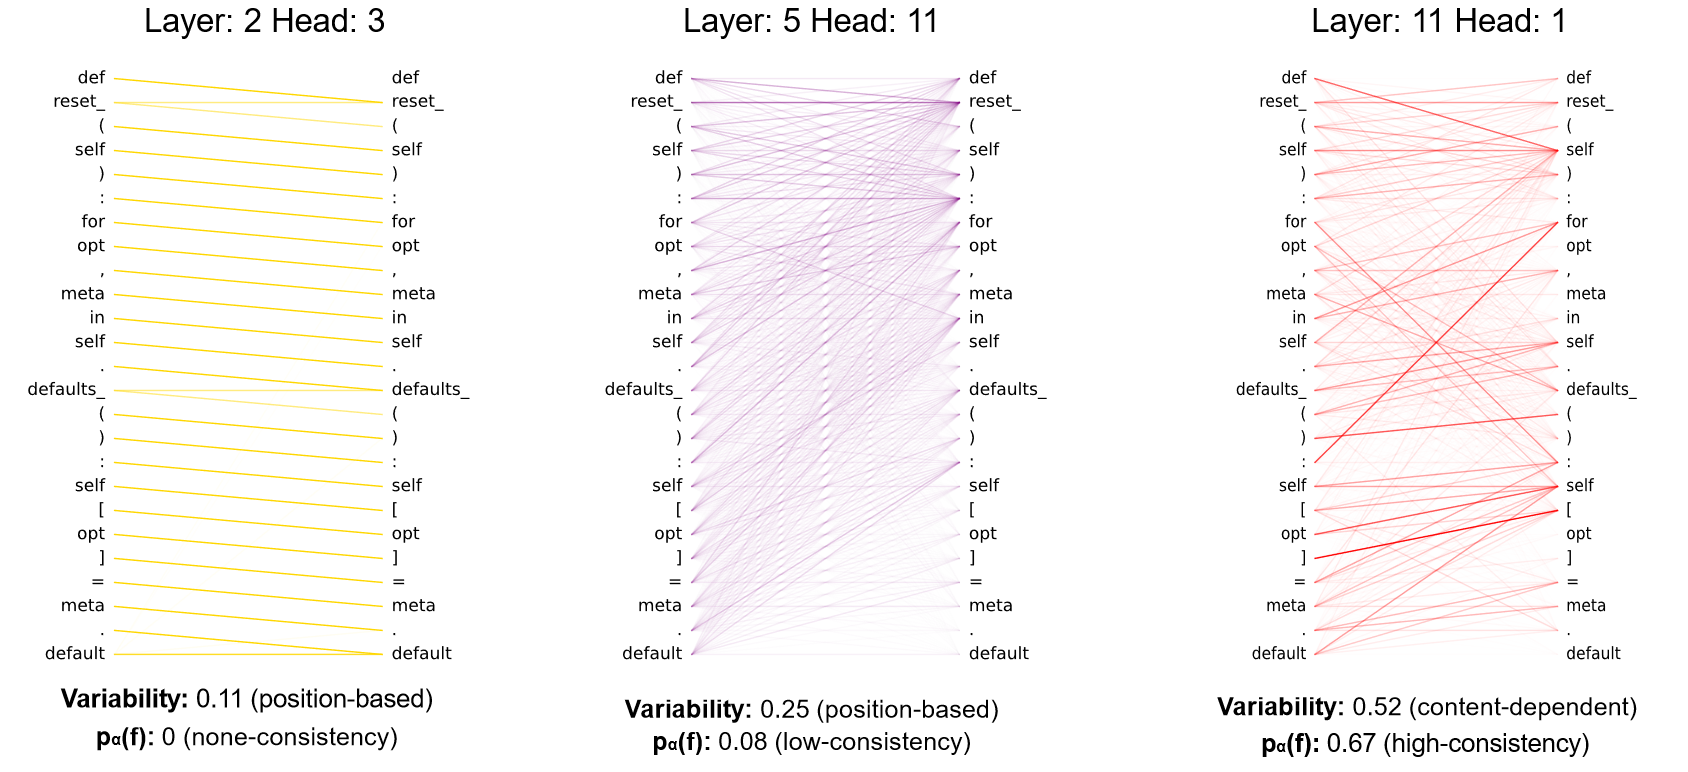 Layer: 2 Head: 3
def def
reset_ reset_
( (
self self
) )
: :
for for
opt opt
, ,
meta meta
in in
self self
. .
defaults_ defaults_
( (
) )
: :
self self
[ [
opt opt
] ]
= =
meta meta
. .
default default
Variability: 0.11 (position-based)
pα(f): 0 (none-consistency)
Layer: 5 Head: 11
def def
reset_ reset_
( (
self self
) )
: :
for for
opt opt
, ,
meta meta
in in
self self
. .
defaults_ defaults_
( (
) )
: :
self self
[ [
opt opt
] ]
= =
meta meta
. .
default default
Variability: 0.25 (position-based)
pα(f): 0.08 (low-consistency)
Layer: 11 Head: 1
def def
reset_ reset_
( (
self self
) )
: :
for for
opt opt
, ,
meta meta
in in
self self
. .
defaults_ defaults_
( (
) )
: :
self self
[ [
opt opt
] ]
= =
meta meta
. .
default default
Variability: 0.52 (content-dependent)
pα(f): 0.67 (high-consistency)